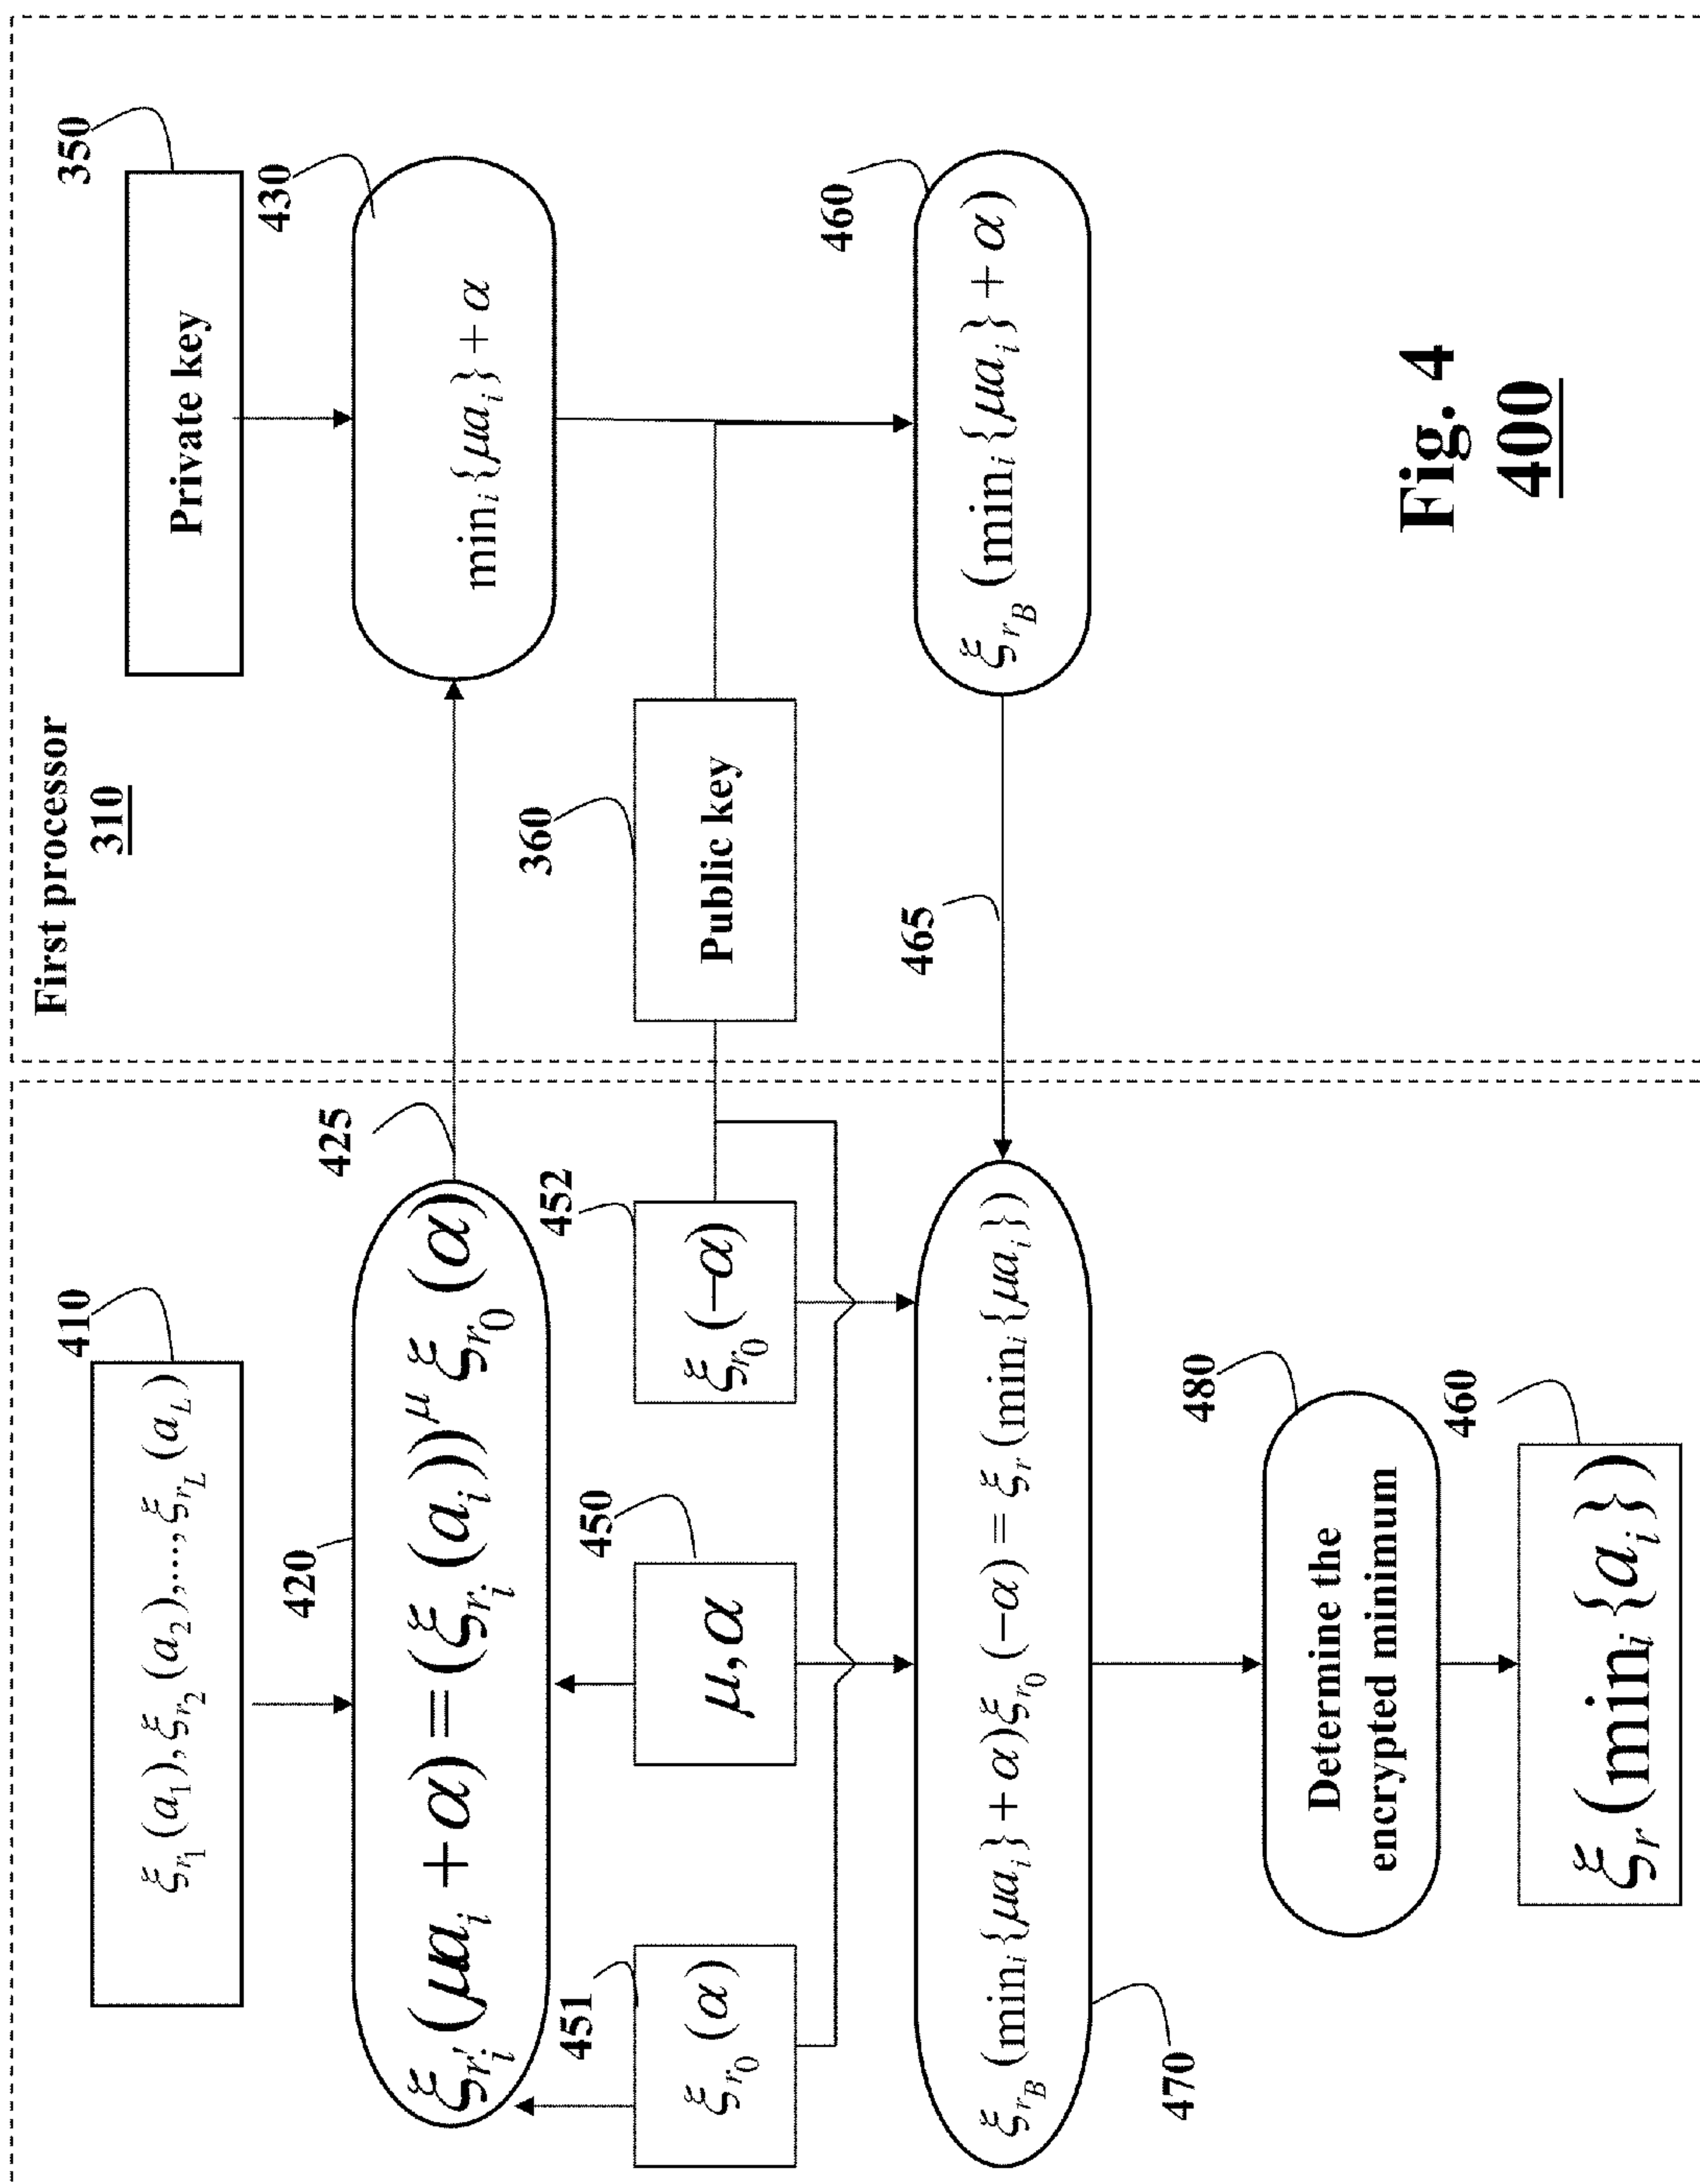 First processor
310
350
Private key
430
min_i{μa_i} + α
360
Public key
460
ξ_{r_B}(min_i{μa_i} + α)
465
410
ξ_{r_1}(a_1),ξ_{r_2}(a_2),...,ξ_{r_L}(a_L)
420
425
ξ_{r_i'}(μa_i + α) = (ξ_{r_i}(a_i))^μ ξ_{r_0}(α)
451
ξ_{r_0}(α)
450
μ,α
452
ξ_{r_0}(−α)
470
ξ_{r_B}(min_i{μa_i} + α)ξ_{r_0}(−α) = ξ_r(min_i{μa_i})
480
Determine the
encrypted minimum
460
ξ_r(min_i{a_i})
Fig. 4
400